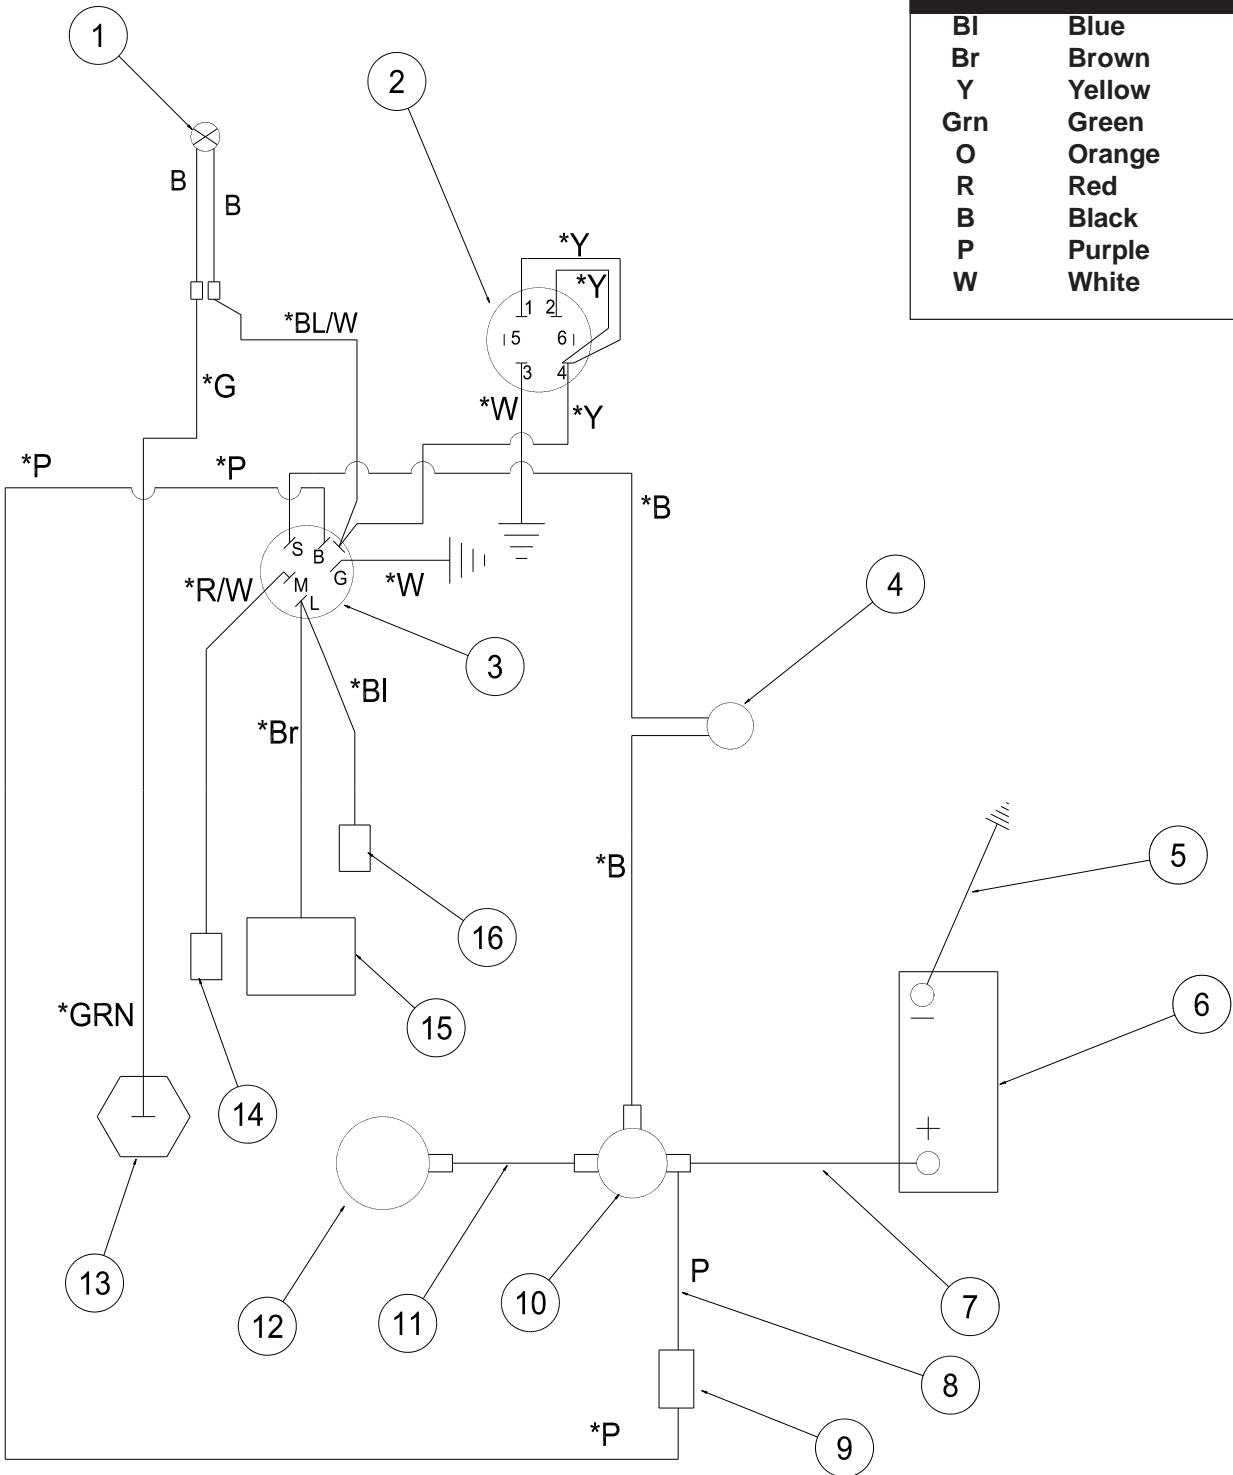 Bl Blue
Br Brown
Y Yellow
Grn Green
O Orange
R Red
B Black
P Purple
W White
1
2
B
B
*Y
*Y
1 2
5 6
3 4
*BL/W
*G
*W
*Y
*P
*P
*B
S B
M G
L
*R/W
*W
4
3
*Bl
*Br
*B
5
16
6
*GRN
15
14
+
13
12
11
10
P
7
8
*P
9